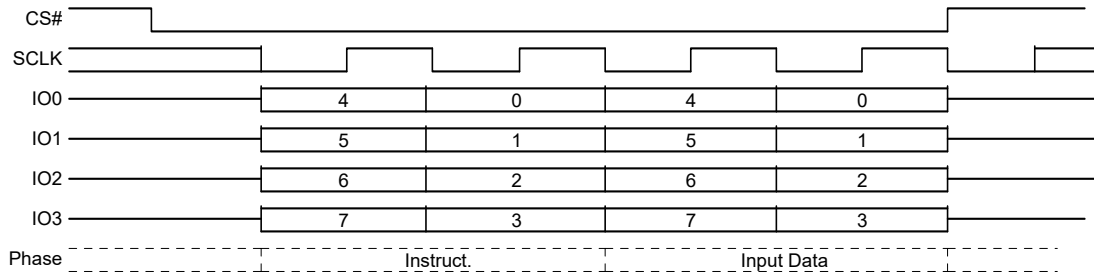 CS#
SCLK
IO0 4 0 4 0
IO1 5 1 5 1
IO2 6 2 6 2
IO3 7 3 7 3
Phase Instruct. Input Data